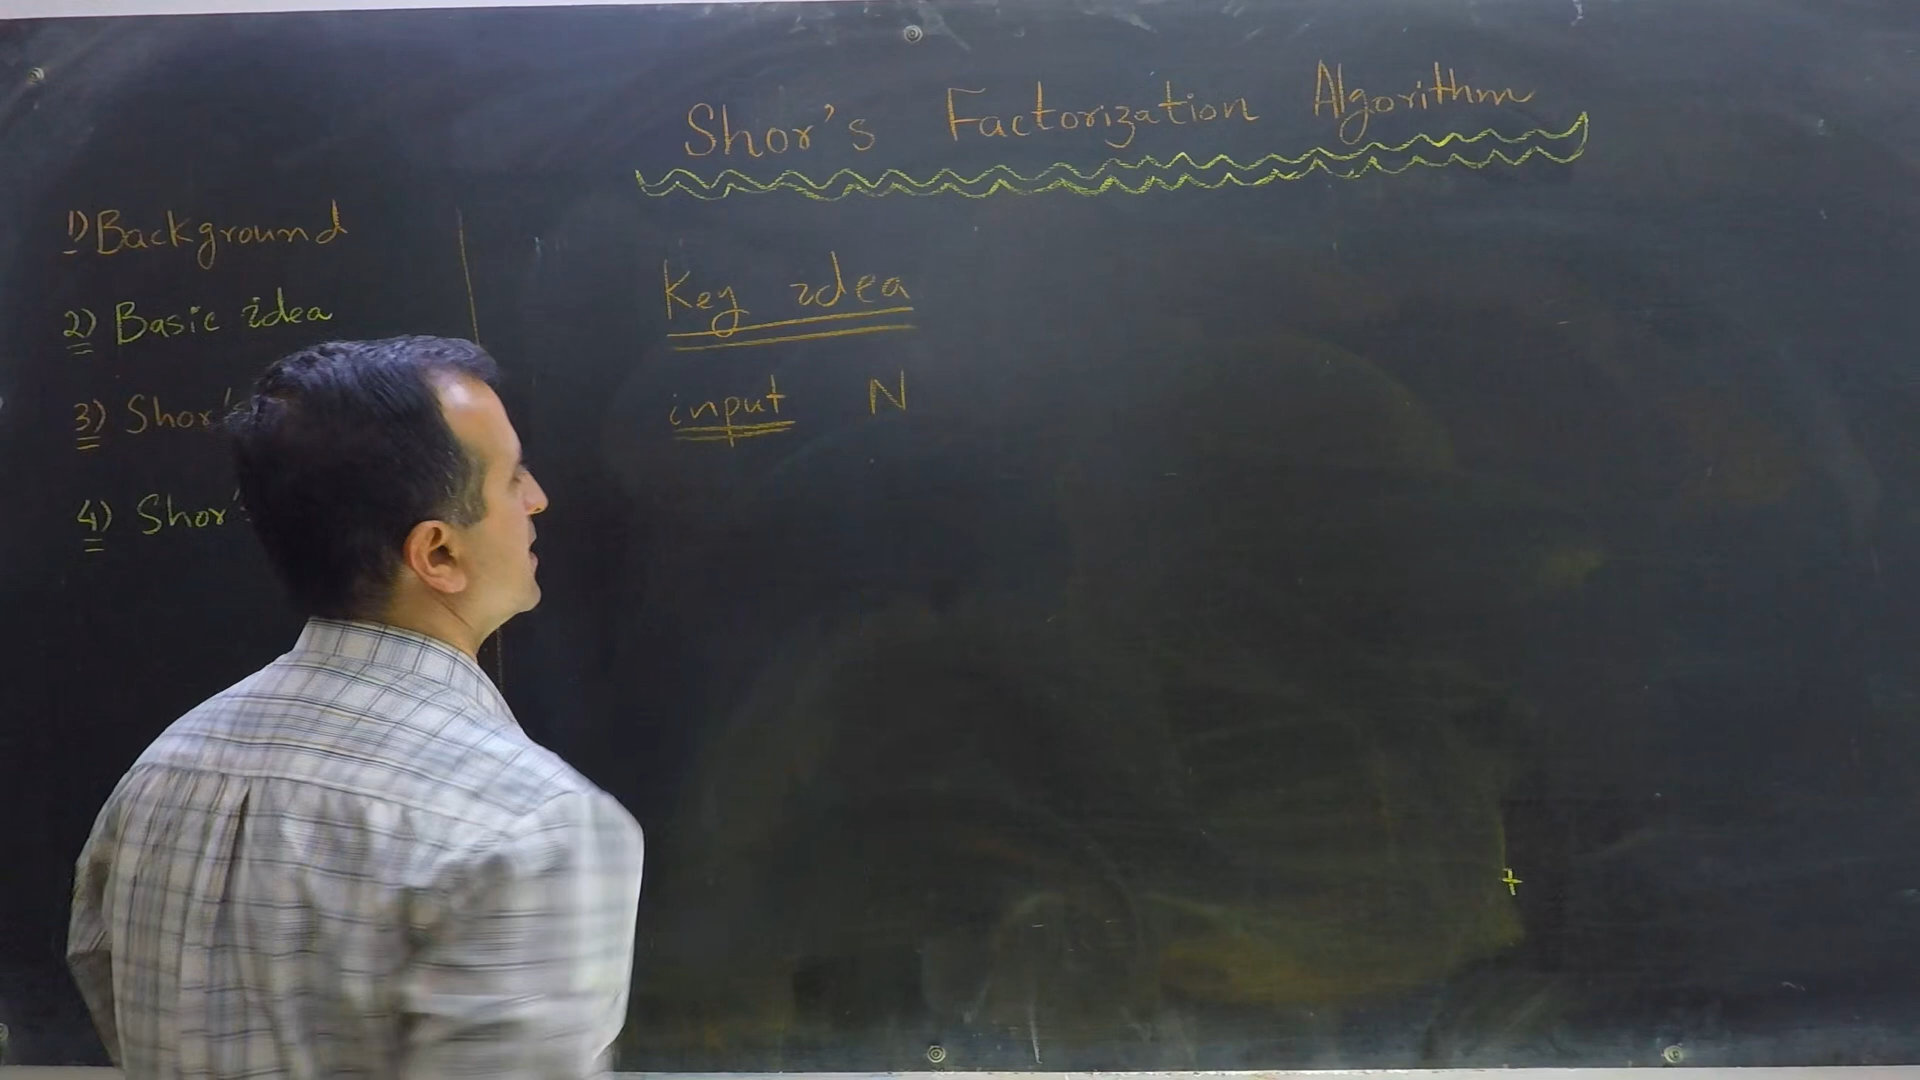 Shor's Factorization Algorithm
1) Background
2) Basic idea
3) Shor's
4) Shor'
Key idea
input N